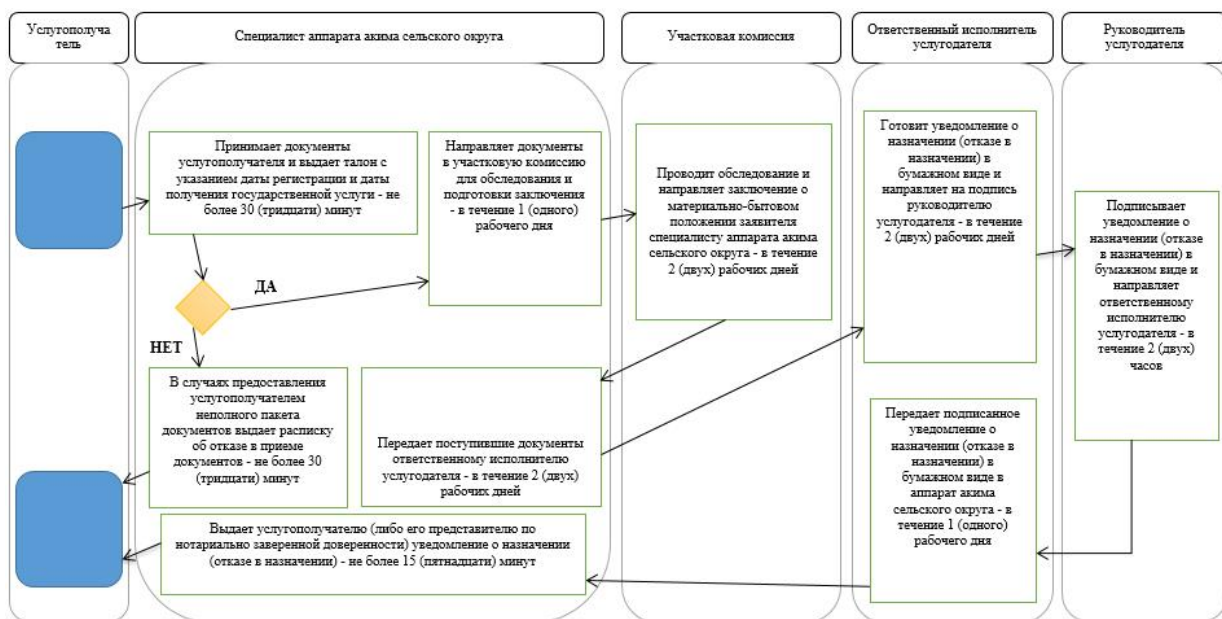 Услугополуча
тель
Специалист аппарата акима сельского округа
Участковая комиссия
Ответственный исполнитель
услугодателя
Руководитель
услугодателя
Принимает документы
услугополучателя и выдает талон с
указанием даты регистрации и даты
получения государственной услуги - не
более 30 (тридцати) минут
Направляет документы
в участковую комиссию
для обследования и
подготовки заключения
- в течение 1 (одного)
рабочего дня
Проводит обследование и
направляет заключение о
материально-бытовом
положении заявителя
специалисту аппарата акима
сельского округа - в течение
2 (двух) рабочих дней
Готовит уведомление о
назначении (отказе в
назначении) в
бумажном виде и
направляет на подпись
руководителю
услугодателя - в течение
2 (двух) рабочих дней
Подписывает
уведомление о
назначении (отказе
в назначении) в
бумажном виде и
направляет
ответственному
исполнителю
услугодателя - в
течение 2 (двух)
часов
ДА
НЕТ
В случаях предоставления
услугополучателем
неполного пакета
документов выдает расписку
об отказе в приеме
документов - не более 30
(тридцати) минут
Передает поступившие документы
ответственному исполнителю
услугодателя - в течение 2 (двух)
рабочих дней
Передает подписанное
уведомление о
назначении (отказе в
назначении) в
бумажном виде в
аппарат акима
сельского округа - в
течение 1 (одного)
рабочего дня
Выдает услугополучателю (либо его представителю по
нотариально заверенной доверенности) уведомление о назначении
(отказе в назначении) - не более 15 (пятнадцати) минут